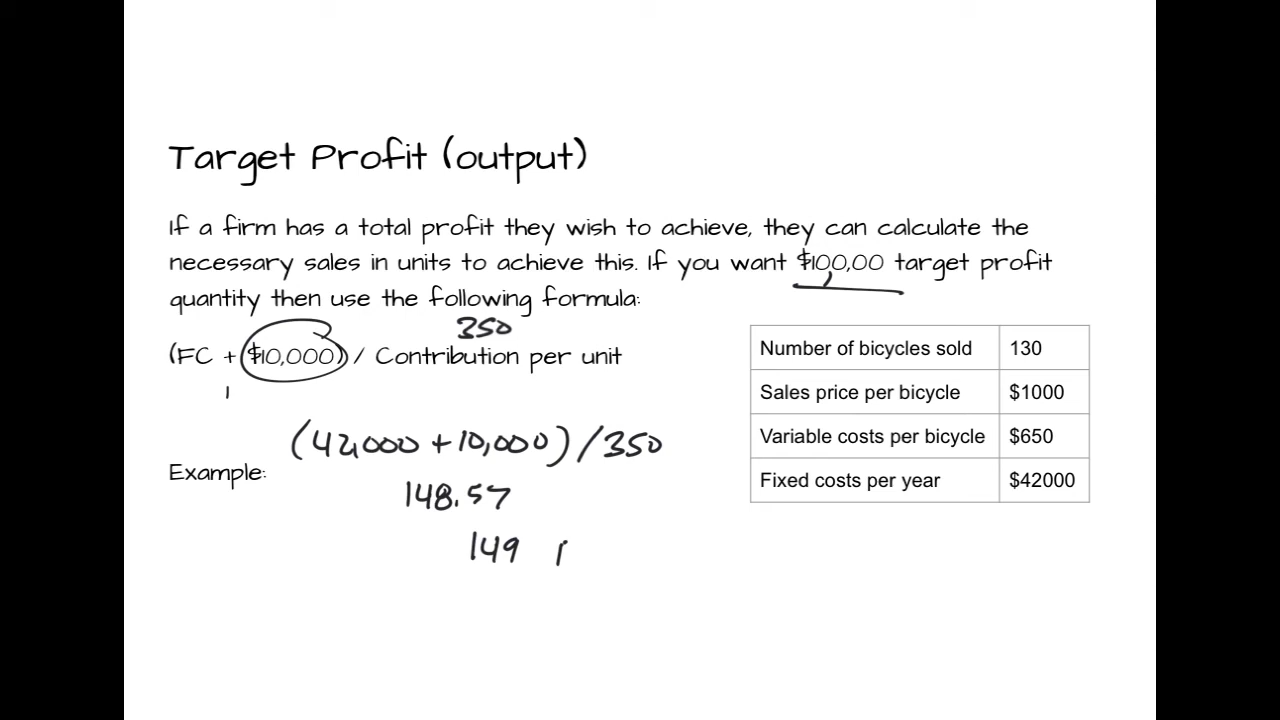 Target Profit (output)
If a firm has a total profit they wish to achieve, they can calculate the
necessary sales in units to achieve this. If you want $100,00 target profit
quantity then use the following formula:
350
(FC + $10,000) / Contribution per unit
(42,000 + 10,000) / 350
Example:
148.57
149
Number of bicycles sold 130
Sales price per bicycle $1000
Variable costs per bicycle $650
Fixed costs per year $42000